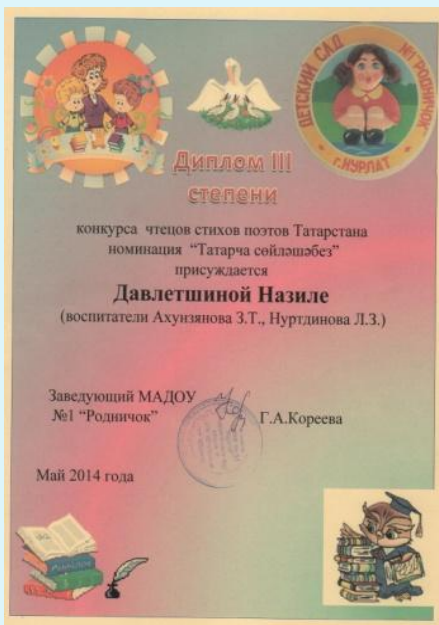 ДЕТСКИЙ САД №1 "РОДНИЧОК"
г.НУРЛАТ
Диплом III
степени
конкурса чтецов стихов поэтов Татарстана
номинация “Татарча сөйләшәбез”
присуждается
Давлетшиной Назиле
(воспитатели Ахунзянова З.Т., Нуртдинова Л.З.)
Заведующий МАДОУ
№1 “Родничок”
Г.А.Кореева
Май 2014 года